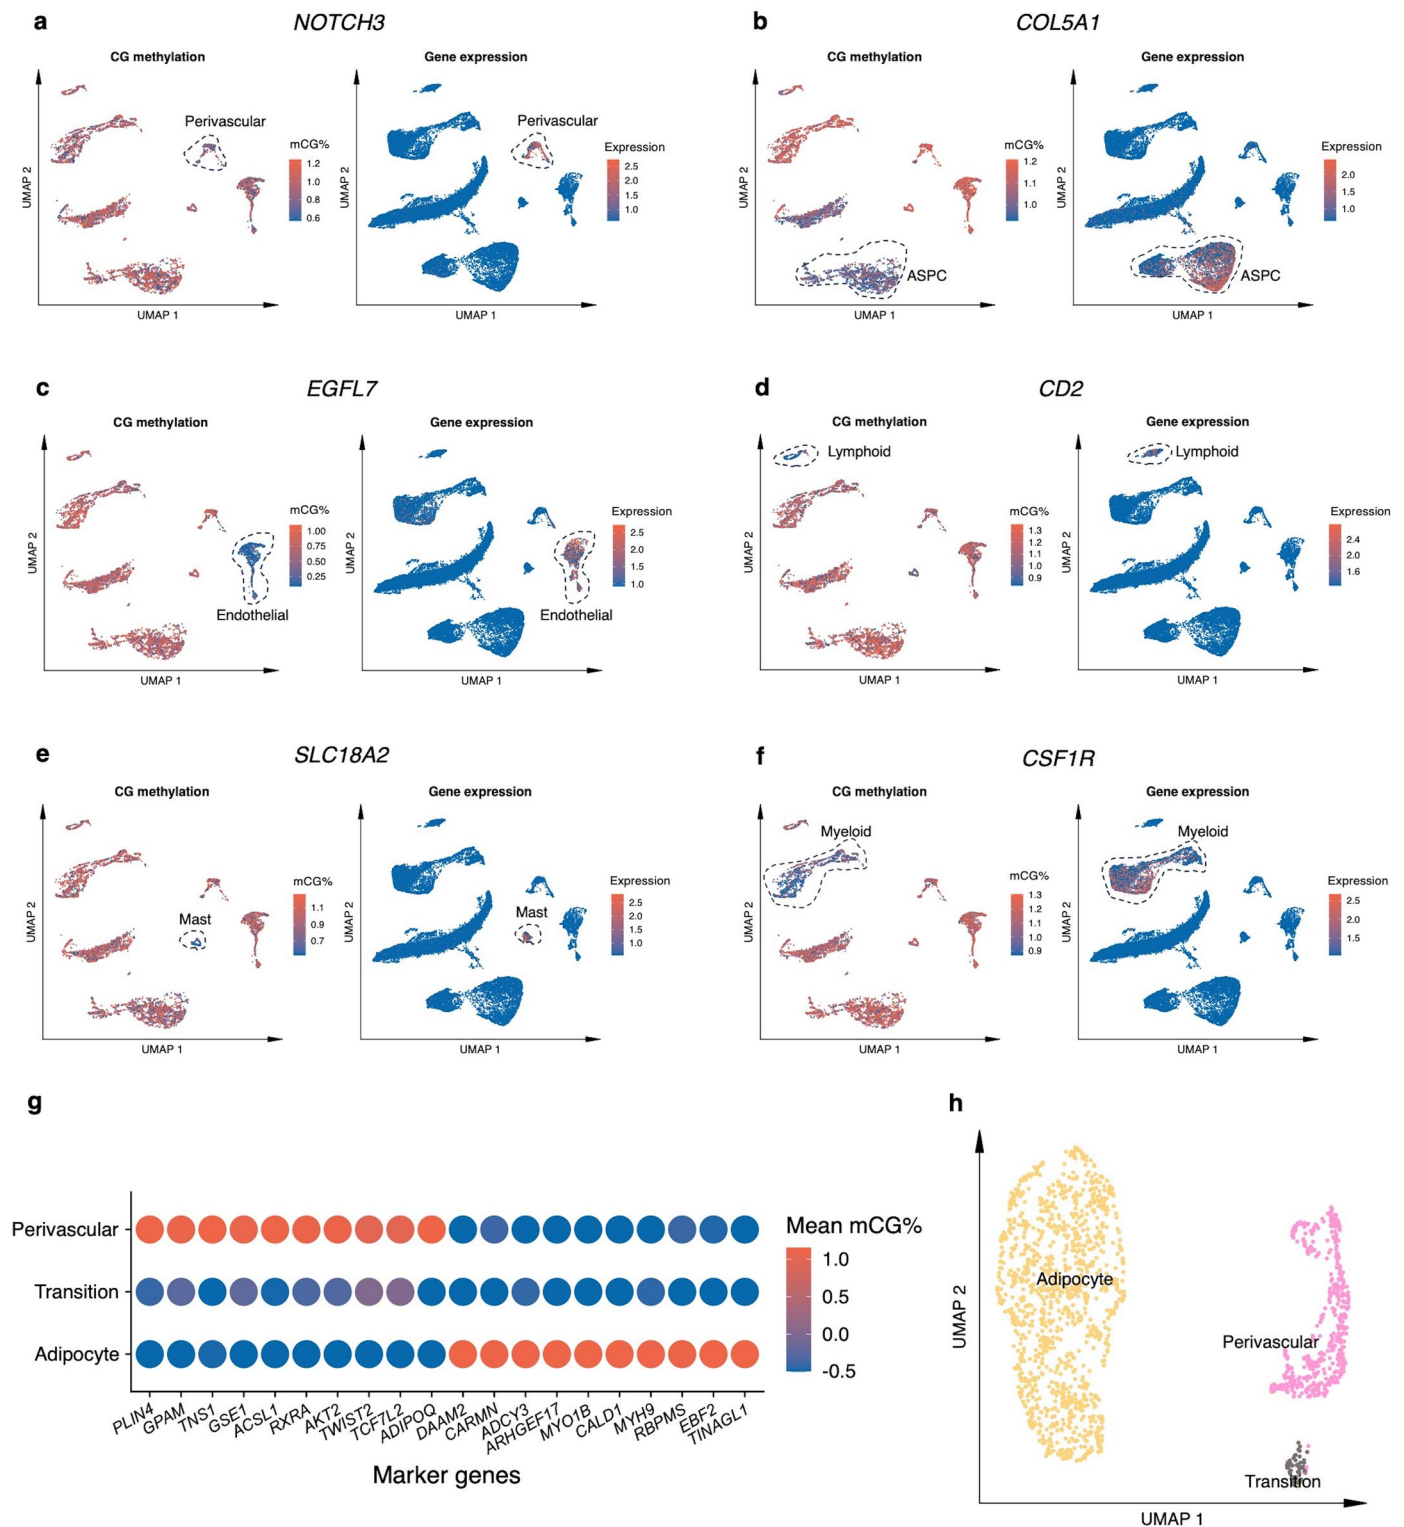 a
NOTCH3
CG methylation
Gene expression
Perivascular
Perivascular
mCG%
1.2
1.0
0.8
0.6
Expression
2.5
2.0
1.5
1.0
UMAP 2
UMAP 2
UMAP 1
UMAP 1
b
COL5A1
CG methylation
Gene expression
mCG%
1.2
1.1
1.0
Expression
2.0
1.5
1.0
ASPC
ASPC
UMAP 2
UMAP 2
UMAP 1
UMAP 1
c
EGFL7
CG methylation
Gene expression
mCG%
1.00
0.75
0.50
0.25
Expression
2.5
2.0
1.5
1.0
Endothelial
Endothelial
UMAP 2
UMAP 2
UMAP 1
UMAP 1
d
CD2
CG methylation
Gene expression
Lymphoid
Lymphoid
mCG%
1.3
1.2
1.1
1.0
0.9
Expression
2.4
2.0
1.6
UMAP 2
UMAP 2
UMAP 1
UMAP 1
e
SLC18A2
CG methylation
Gene expression
mCG%
1.1
0.9
0.7
Expression
2.5
2.0
1.5
1.0
Mast
Mast
UMAP 2
UMAP 2
UMAP 1
UMAP 1
f
CSF1R
CG methylation
Gene expression
Myeloid
Myeloid
mCG%
1.3
1.2
1.1
1.0
0.9
Expression
2.5
2.0
1.5
UMAP 2
UMAP 2
UMAP 1
UMAP 1
g
Perivascular
Transition
Adipocyte
PLIN4
GPAM
TNS1
GSE1
ACSL1
RXRA
AKT2
TWIST2
TCF7L2
ADIPOQ
DAAM2
CARMN
ADCY3
ARHGEF17
MYO1B
CALD1
MYH9
RBPMS
EBF2
TINAGL1
Marker genes
Mean mCG%
1.0
0.5
0.0
-0.5
h
Adipocyte
Perivascular
Transition
UMAP 2
UMAP 1